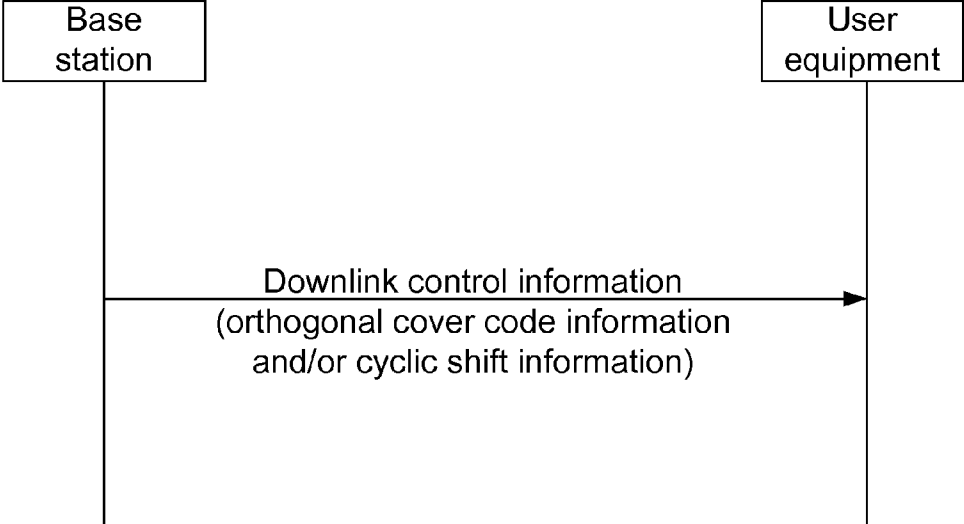 Base
station
User
equipment
Downlink control information
(orthogonal cover code information
and/or cyclic shift information)